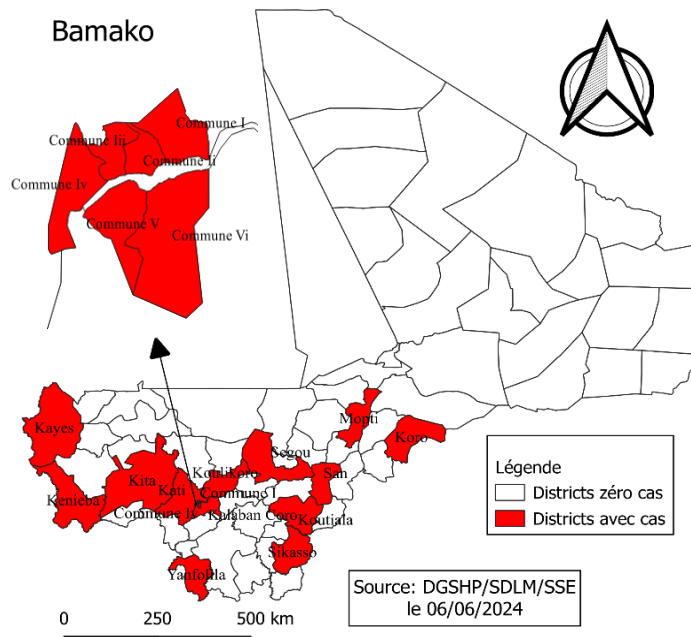 Bamako
Commune I
Commune Iii
Commune Ii
Commune Iv
Commune V
Commune Vi
Kayes
Mopti
Koro
Segou
Koulikoro
San
Kita
Kati
Kenieba
Commune I
Commune Iv
Kalaban Coro
Koutiala
Sikasso
Yanfolila
Légende
Districts zéro cas
Districts avec cas
Source: DGSHP/SDLM/SSE
le 06/06/2024
0 250 500 km